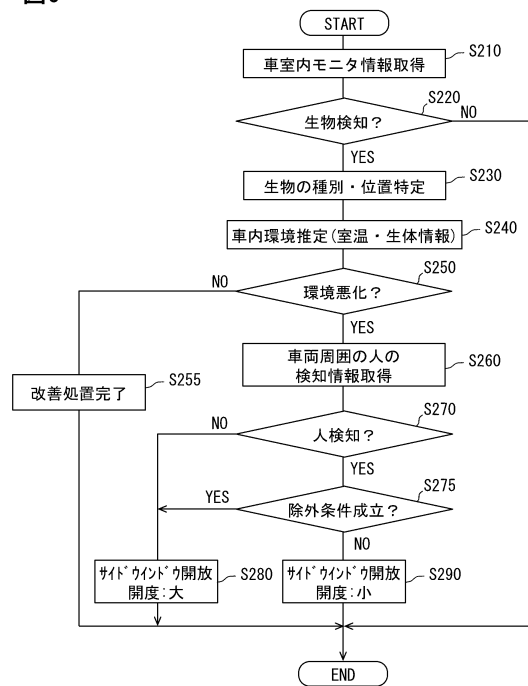 START
車室内モニタ情報取得
S210
生物検知？
S220
NO
YES
生物の種別・位置特定
S230
車内環境推定(室温・生体情報)
S240
S250
NO
環境悪化？
YES
車両周囲の人の
検知情報取得
S260
改善処置完了
S255
S270
NO
人検知？
YES
S275
YES
除外条件成立？
NO
ｻｲﾄﾞｳｲﾝﾄﾞｳ開放
開度:大
S280
ｻｲﾄﾞｳｲﾝﾄﾞｳ開放
開度:小
S290
END